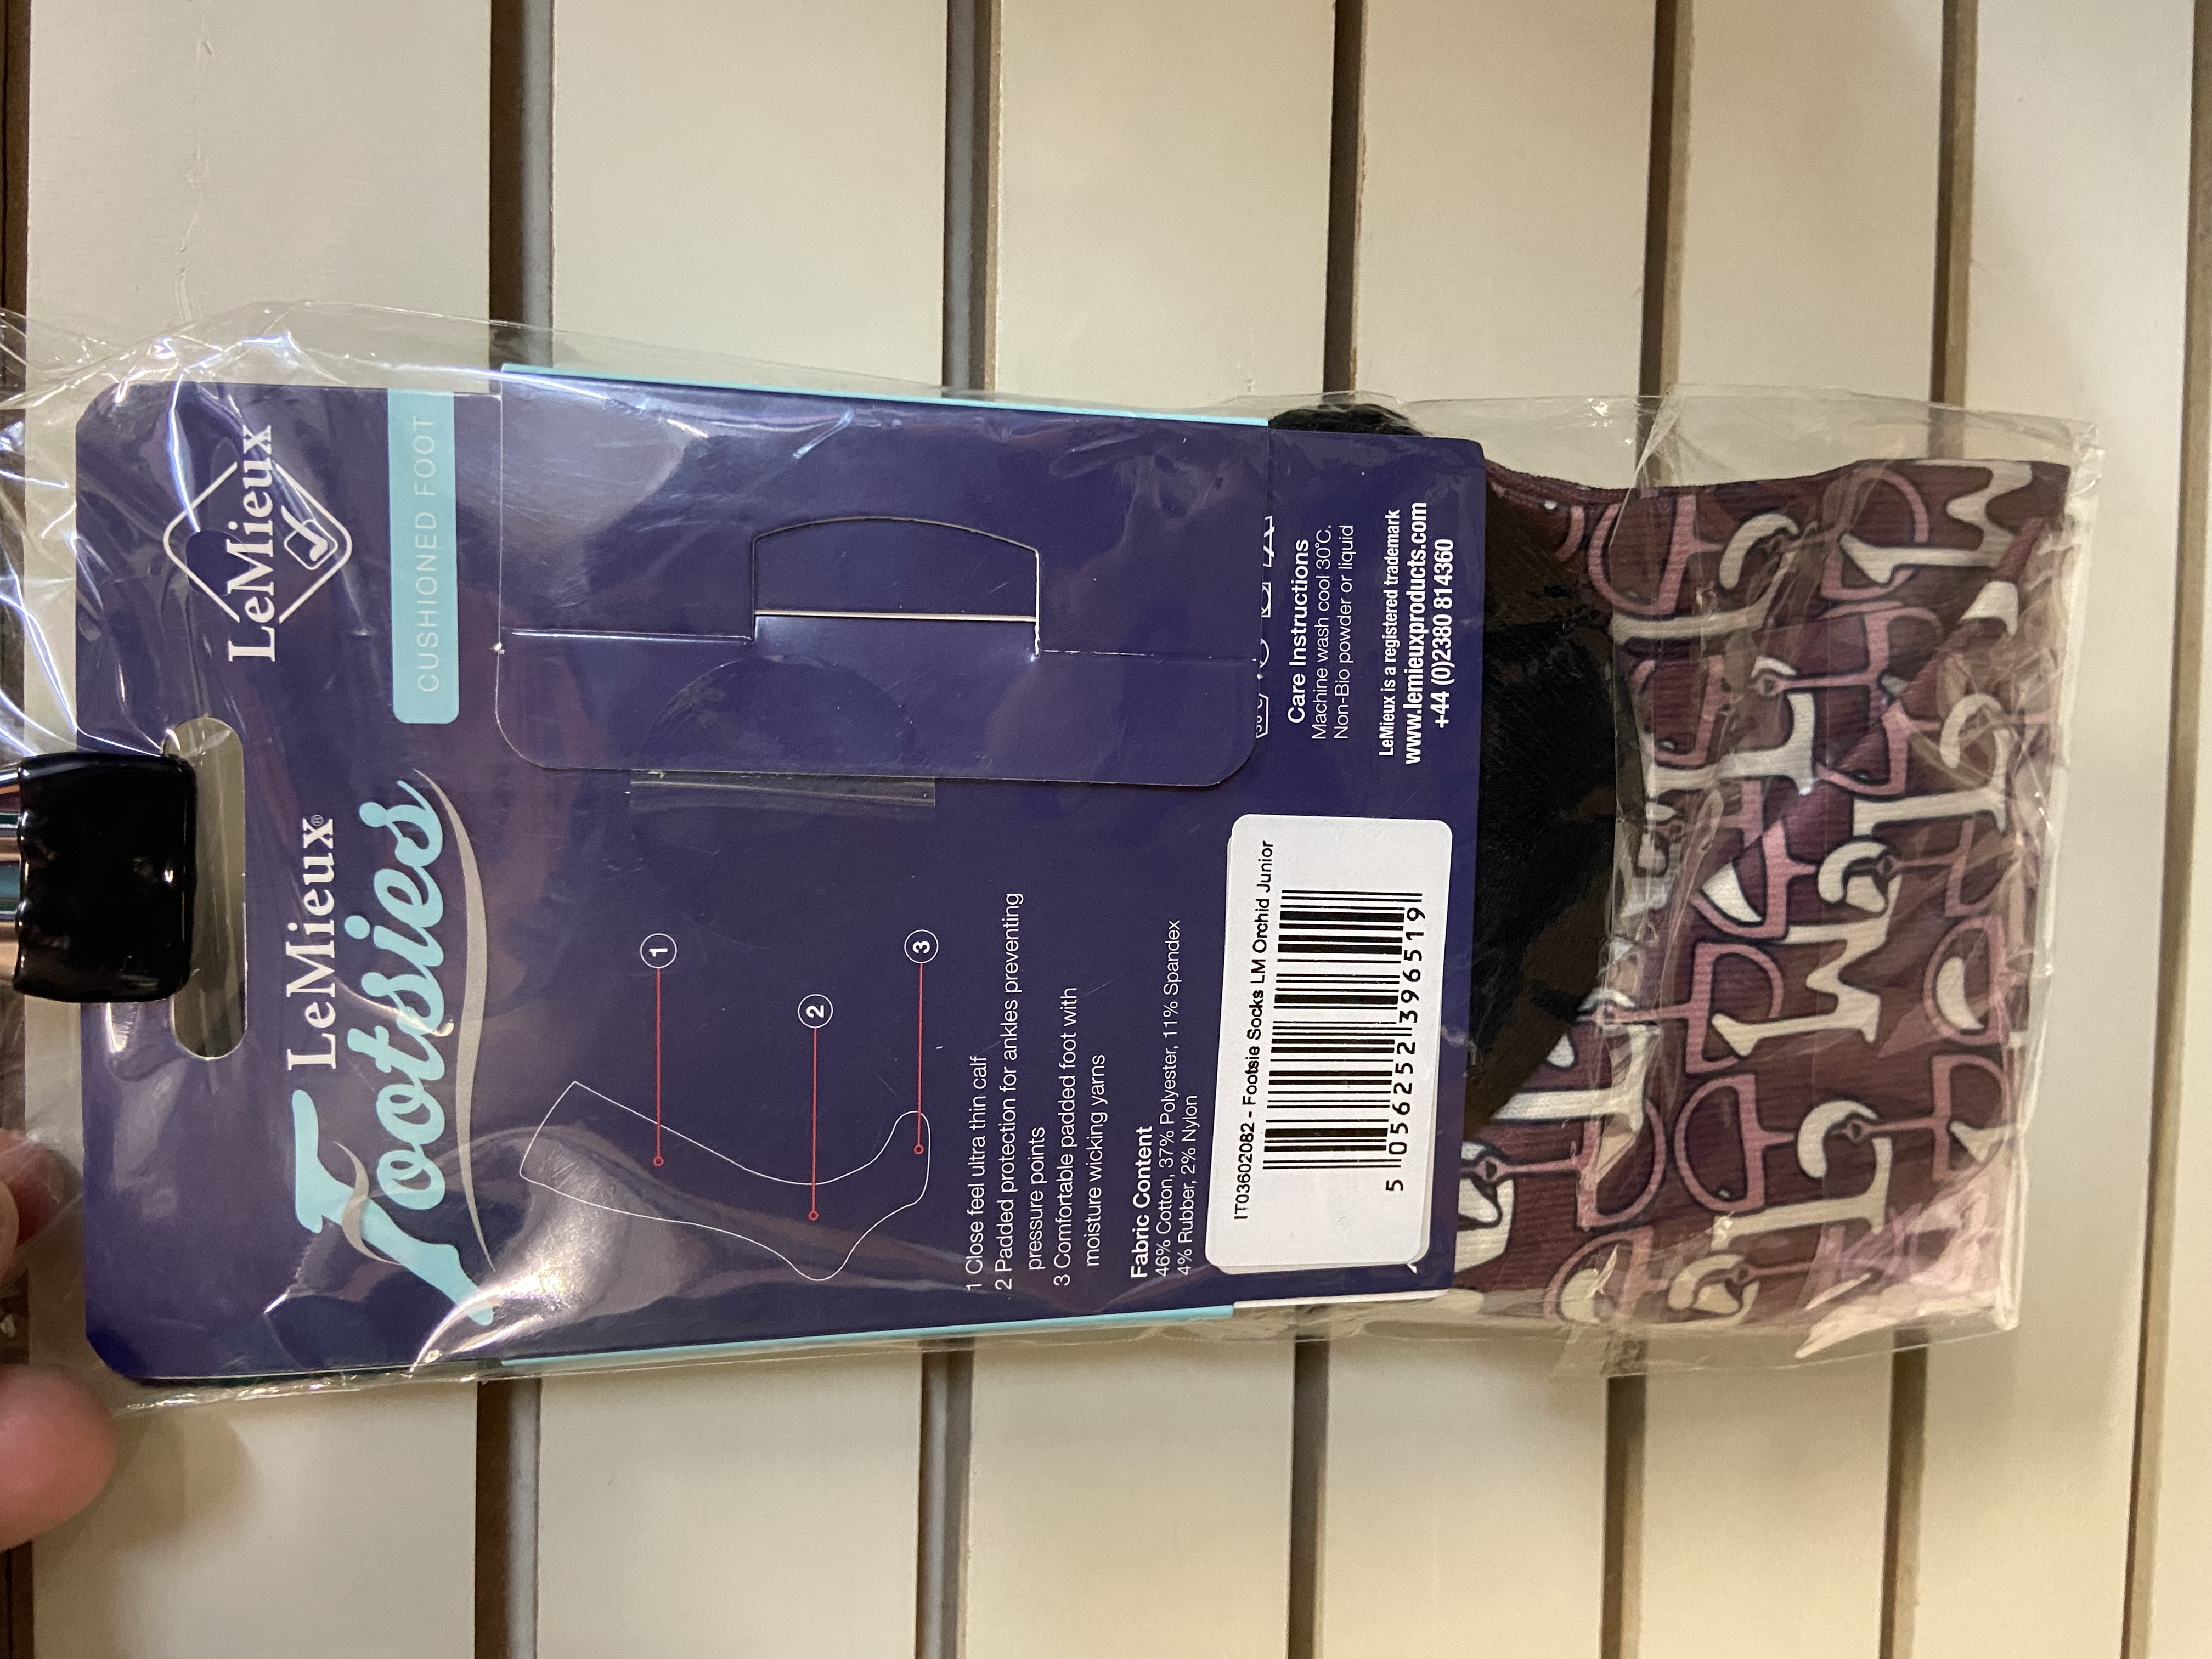 LeMieux
CUSHIONED FOOT
LeMieux®
Footsies
1
2
3
1 Close feel ultra thin calf
2 Padded protection for ankles preventing
pressure points
3 Comfortable padded foot with
moisture wicking yarns
Fabric Content
46% Cotton, 37% Polyester, 11% Spandex
4% Rubber, 2% Nylon
Care Instructions
Machine wash cool 30°C.
Non-Bio powder or liquid
LeMieux is a registered trademark
www.lemieuxproducts.com
+44 (0)2380 814360
IT03602082 - Footsie Socks LM Orchid Junior
5 056252 396519